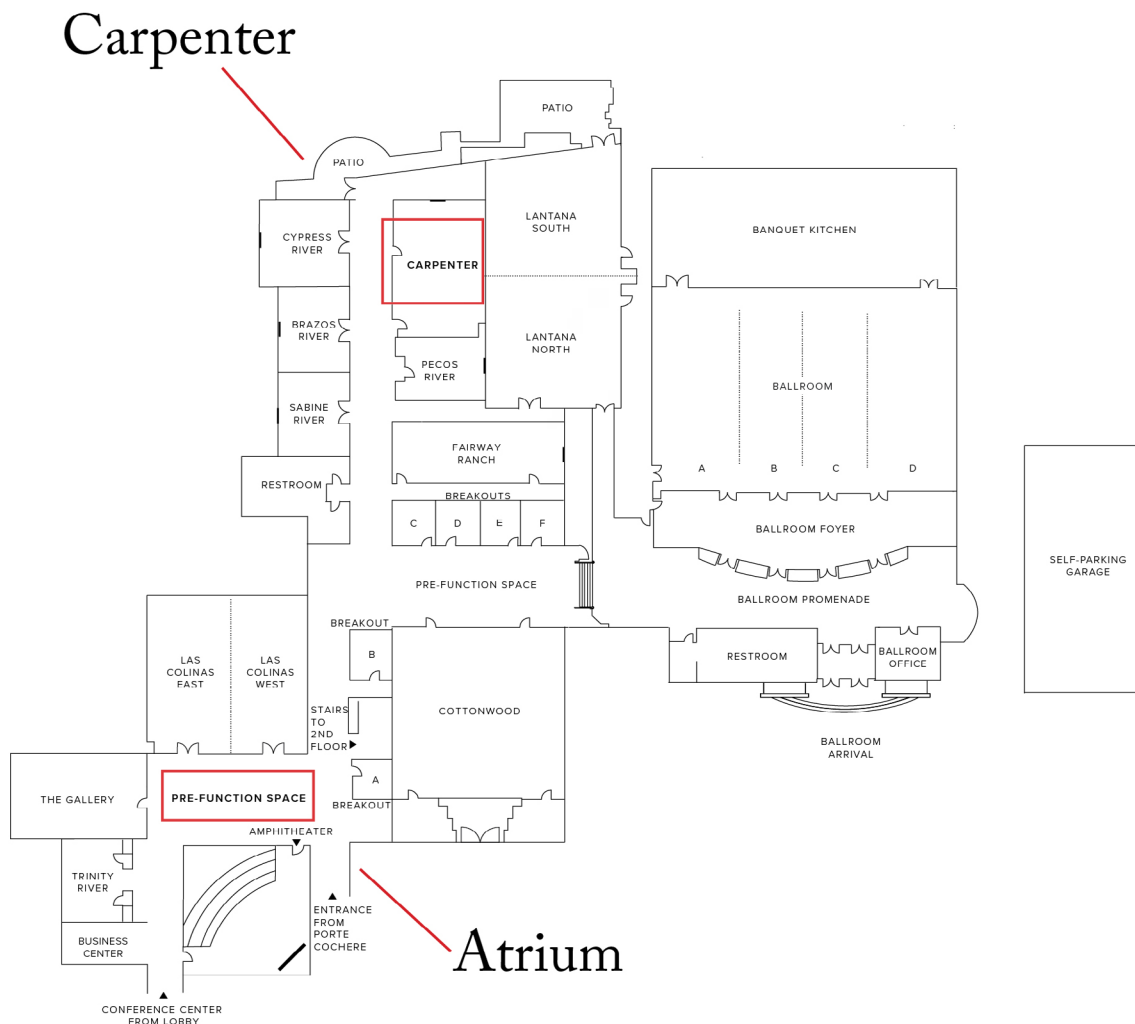 Carpenter
PATIO
PATIO
CYPRESS
RIVER
CARPENTER
LANTANA
SOUTH
BANQUET KITCHEN
BRAZOS
RIVER
LANTANA
NORTH
PECOS
RIVER
BALLROOM
SABINE
RIVER
FAIRWAY
RANCH
A
B
C
D
RESTROOM
BREAKOUTS
C
D
E
F
BALLROOM FOYER
SELF-PARKING
GARAGE
PRE-FUNCTION SPACE
BALLROOM PROMENADE
BREAKOUT
B
LAS
COLINAS
EAST
LAS
COLINAS
WEST
RESTROOM
BALLROOM
OFFICE
STAIRS
TO
2ND
FLOOR
COTTONWOOD
BALLROOM
ARRIVAL
A
BREAKOUT
THE GALLERY
PRE-FUNCTION SPACE
AMPHITHEATER
TRINITY
RIVER
ENTRANCE
FROM
PORTE
COCHERE
Atrium
BUSINESS
CENTER
CONFERENCE CENTER
FROM LOBBY